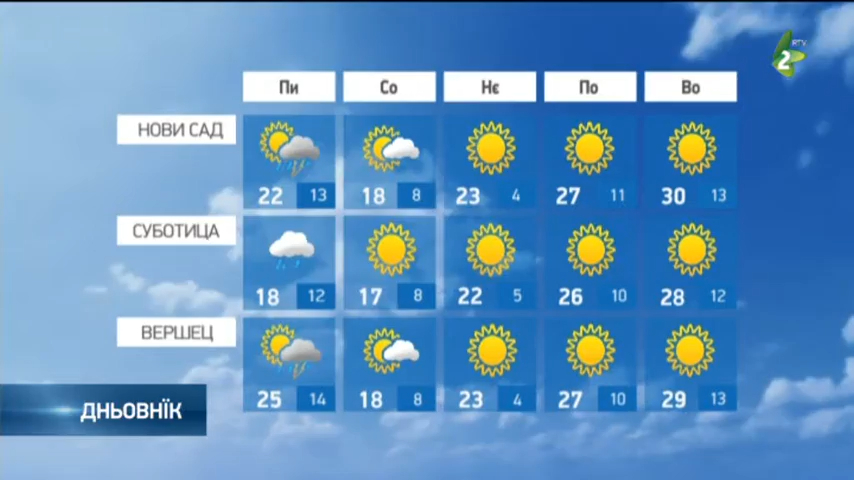 RTV
2
Пи Со Нє По Во
НОВИ САД
22 13 18 8 23 4 27 11 30 13
СУБОТИЦА
18 12 17 8 22 5 26 10 28 12
ВЕРШЕЦ
25 14 18 8 23 4 27 10 29 13
ДНЬОВНЇК